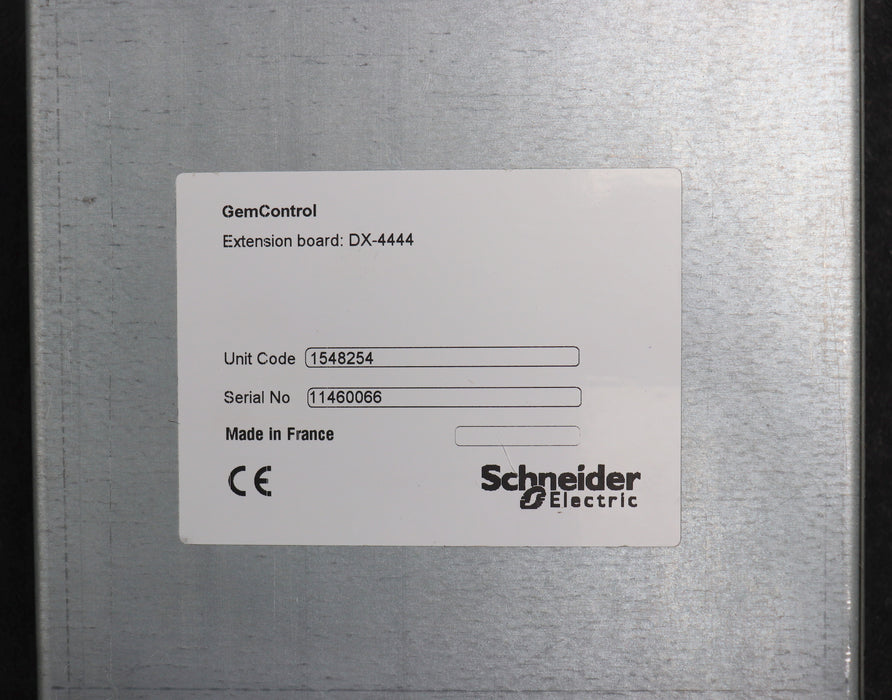 GemControl
Extension board: DX-4444
Unit Code 1548254
Serial No 11460066
Made in France
CE
Schneider
Electric